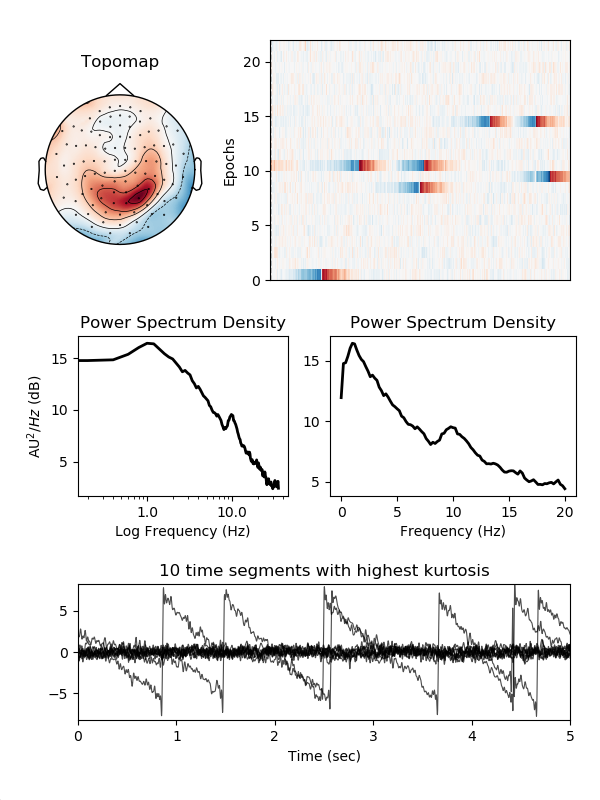 Topomap
Epochs
20
15
10
5
0
Power Spectrum Density
AU²/Hz (dB)
15
10
5
1.0 10.0
Log Frequency (Hz)
Power Spectrum Density
15
10
5
0 5 10 15 20
Frequency (Hz)
10 time segments with highest kurtosis
5
0
−5
0 1 2 3 4 5
Time (sec)